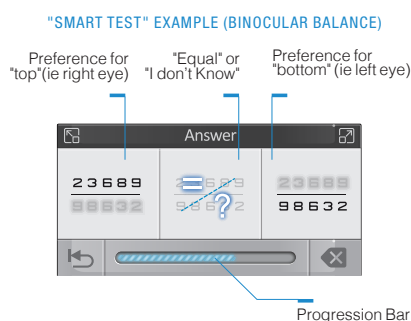 "SMART TEST" EXAMPLE (BINOCULAR BALANCE)
Preference for
"top"(ie right eye)
"Equal" or
"I don't Know"
Preference for
"bottom" (ie left eye)
Answer
23689
98632
=
23689
98632
?
23689
98632
Progression Bar